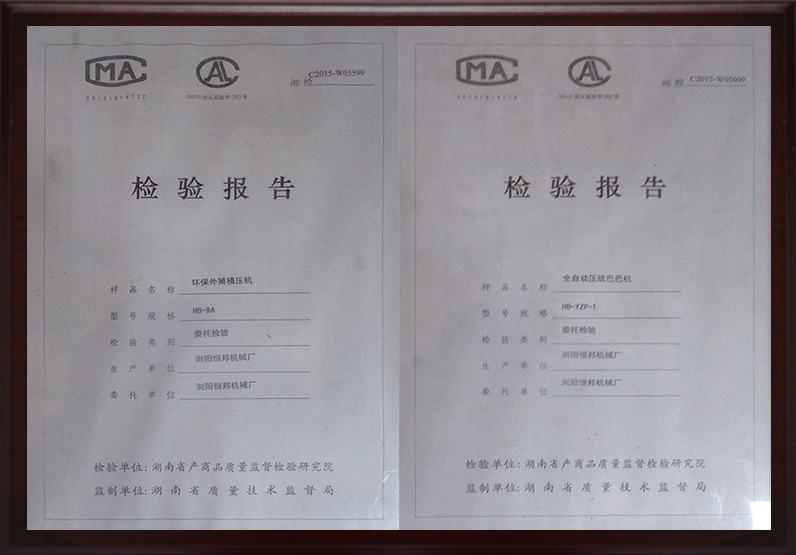 CMA
CAL
湘检 C2015-W05599
20131814772
(2013)国认监认字(28)号
检验报告
样品名称 环保外筒模压机
型号规格 HB-9A
检验类别 委托检验
生产单位 浏阳恒邦机械厂
委托单位 浏阳恒邦机械厂
检验单位:湖南省产商品质量监督检验研究院
监制单位:湖南省质量技术监督局
CMA
CAL
湘检 C2015-W05600
检验报告
样品名称 全自动压纸巴巴机
型号规格 HB-YZP-1
检验类别 委托检验
生产单位 浏阳恒邦机械厂
委托单位 浏阳恒邦机械厂
检验单位:湖南省产商品质量监督检验研究院
监制单位:湖南省质量技术监督局